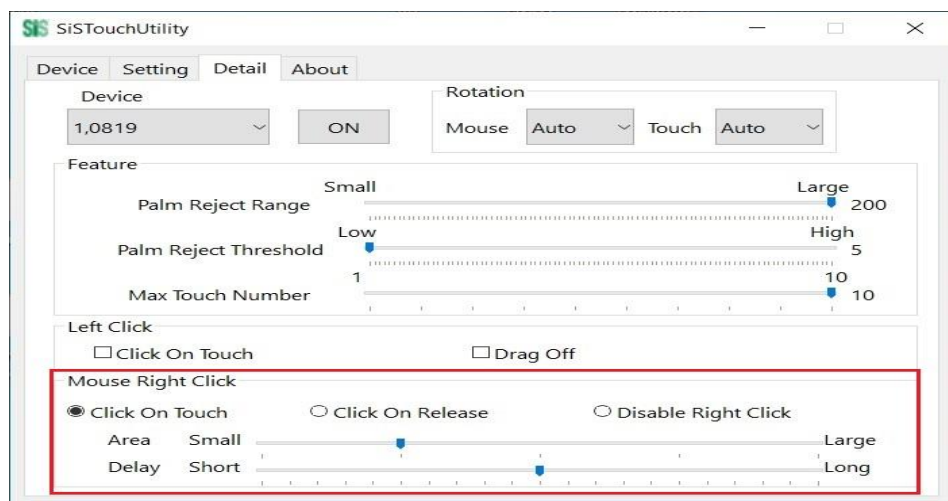 SiS SiSTouchUtility
Device Setting Detail About
Device
1,0819 ON
Rotation
Mouse Auto Touch Auto
Feature
Small Large
Palm Reject Range 200
Low High
Palm Reject Threshold 5
1 10
Max Touch Number 10
Left Click
Click On Touch Drag Off
Mouse Right Click
Click On Touch Click On Release Disable Right Click
Area Small Large
Delay Short Long